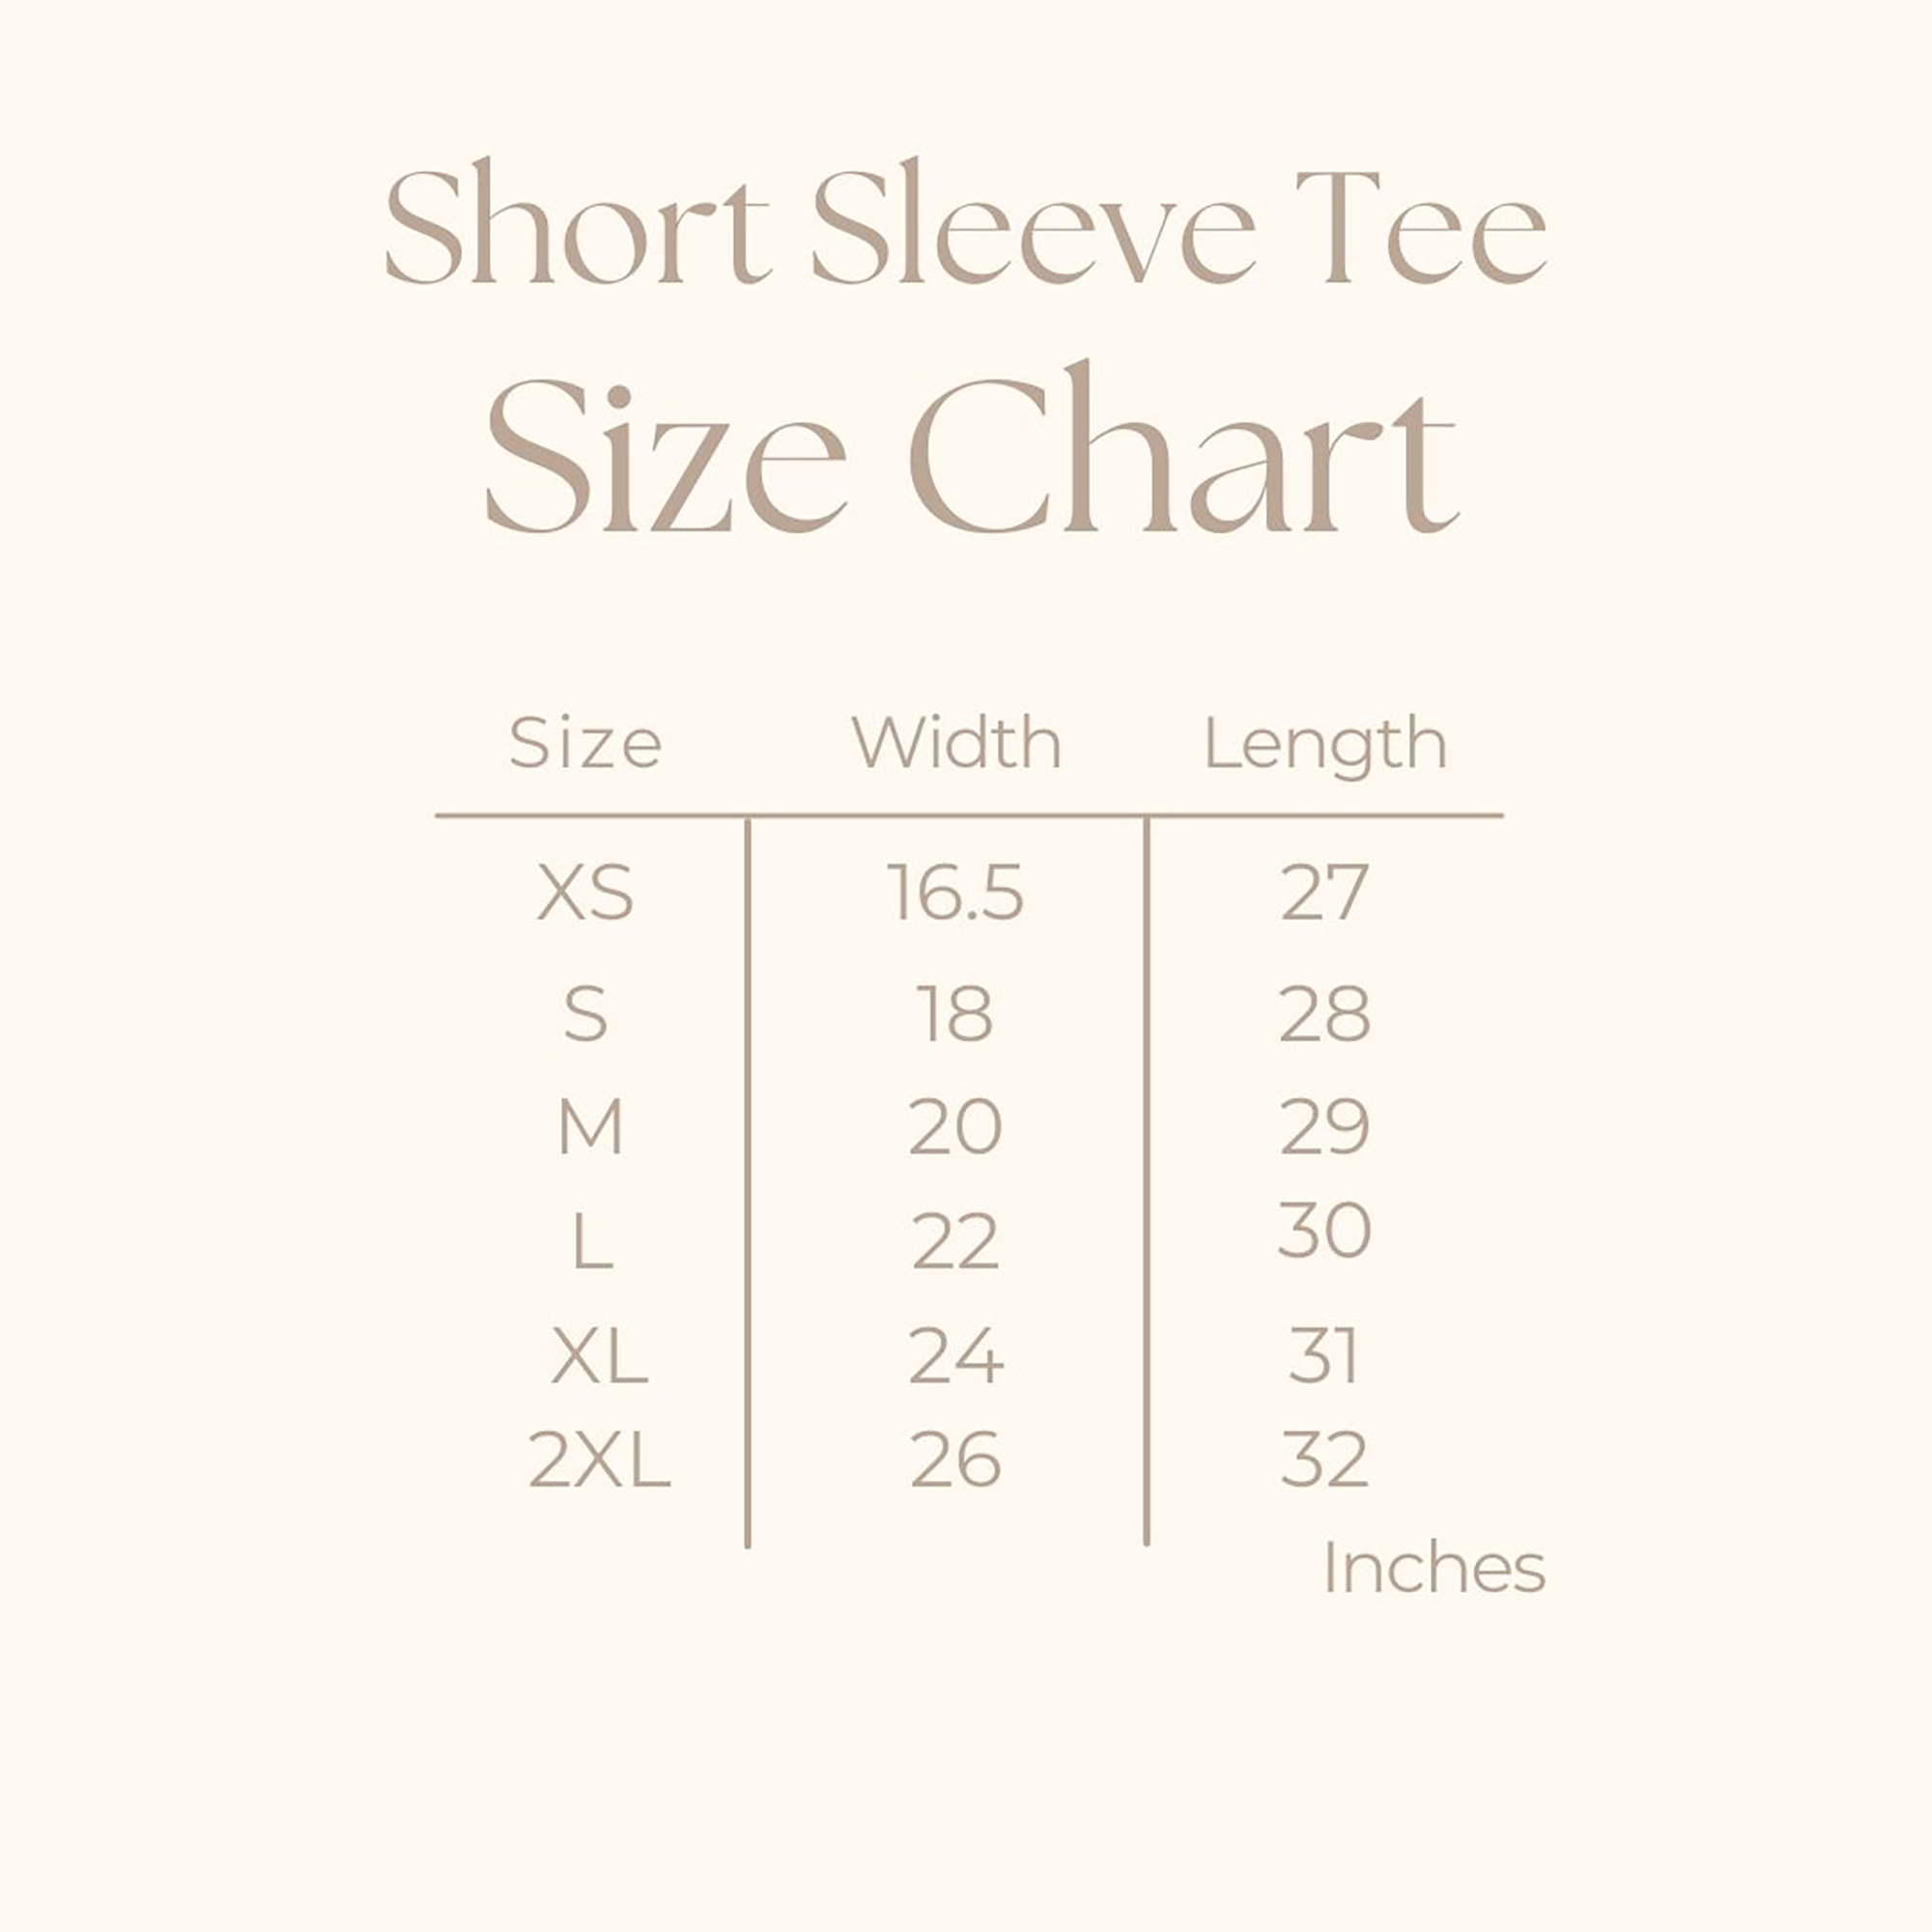 Short Sleeve Tee
Size Chart
Size Width Length
XS 16.5 27
S 18 28
M 20 29
L 22 30
XL 24 31
2XL 26 32
Inches